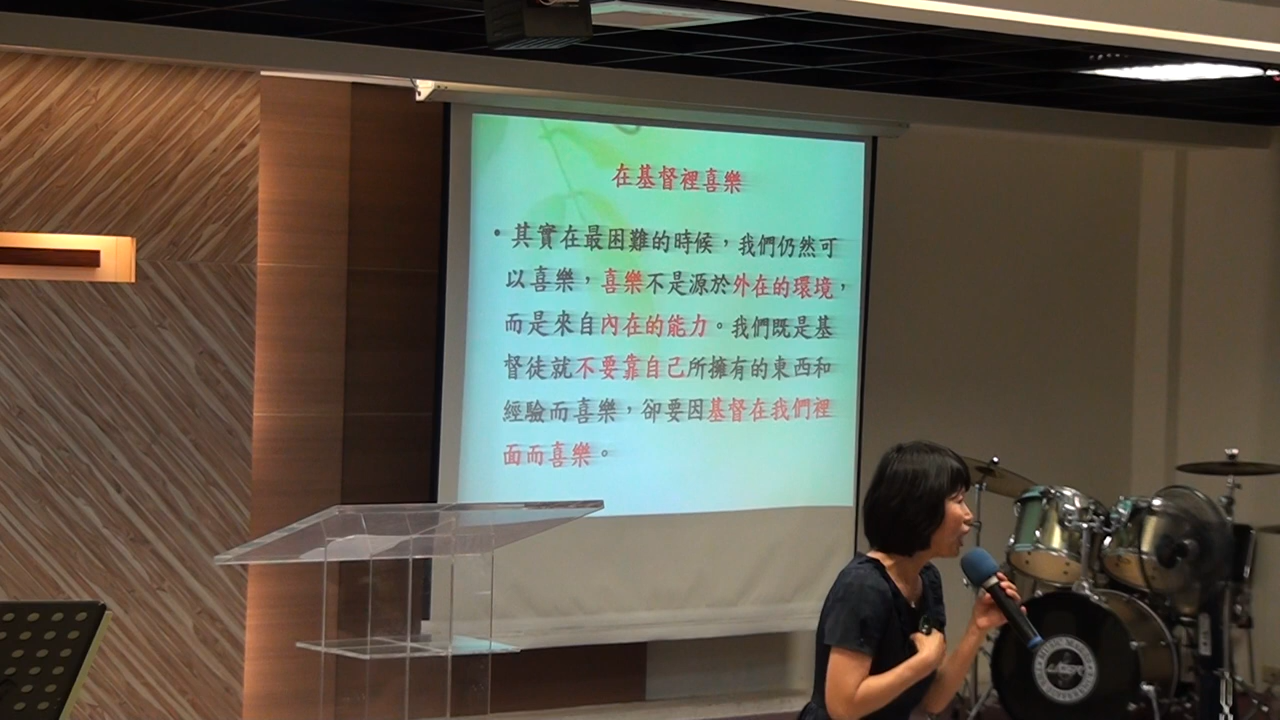 在基督裡喜樂
• 其實在最困難的時候，我們仍然可
以喜樂，喜樂不是源於外在的環境，
而是來自內在的能力。我們既是基
督徒就不要靠自己所擁有的東西和
經驗而喜樂，卻要因基督在我們裡
面而喜樂。